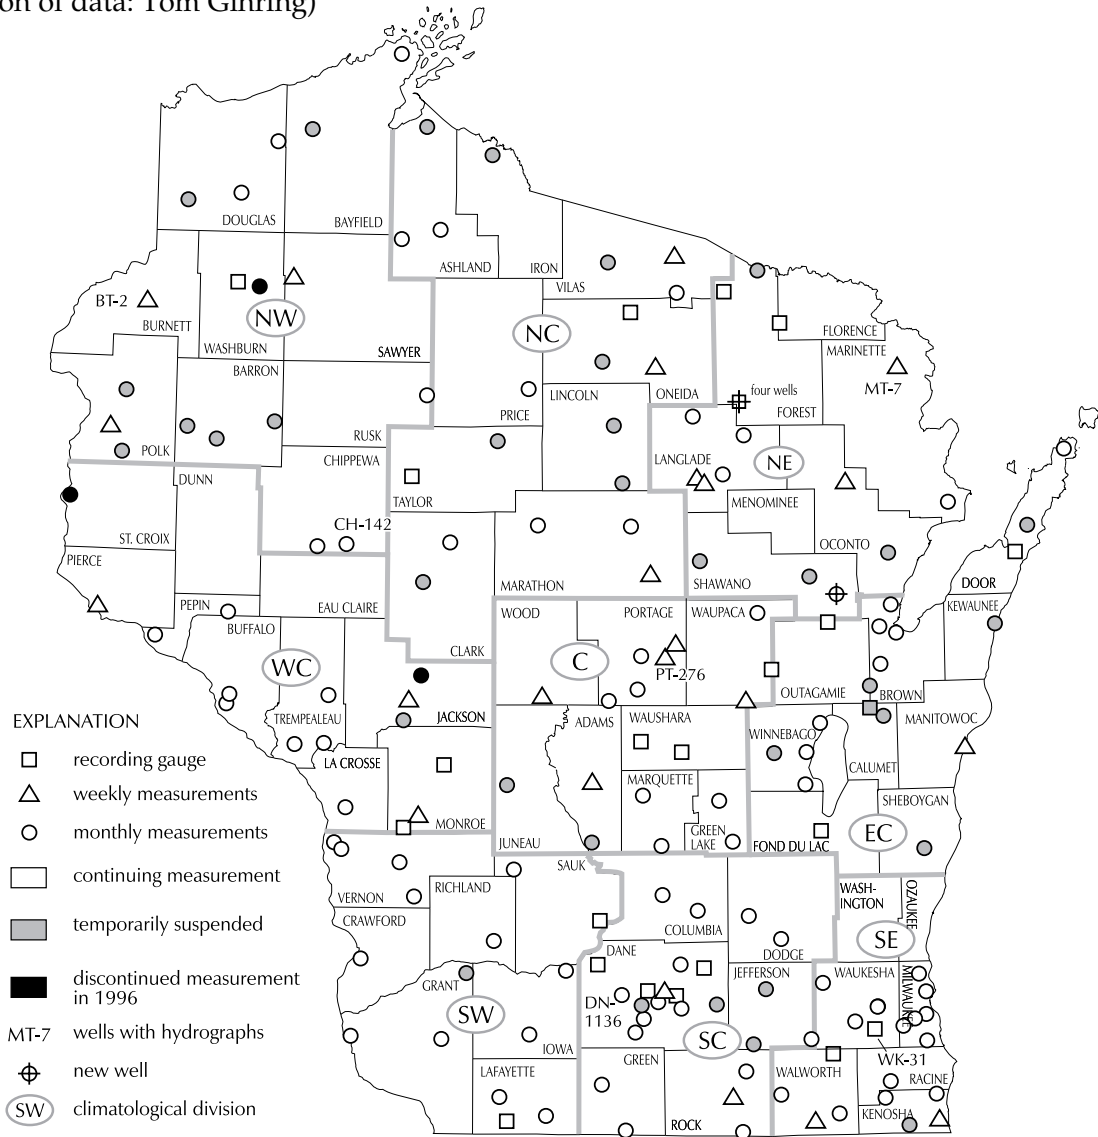 on of data: Tom Gihring)
DOUGLAS
BAYFIELD
ASHLAND
IRON
VILAS
BT-2
BURNETT
WASHBURN
NW
SAWYER
NC
FLORENCE
MARINETTE
MT-7
BARRON
POLK
RUSK
PRICE
LINCOLN
ONEIDA
four wells
FOREST
CHIPPEWA
DUNN
TAYLOR
LANGLADE
NE
MENOMINEE
CH-142
ST. CROIX
PIERCE
OCONTO
MARATHON
SHAWANO
DOOR
KEWAUNEE
PEPIN
EAU CLAIRE
BUFFALO
CLARK
WOOD
PORTAGE
WAUPACA
WC
C
PT-276
OUTAGAMIE
BROWN
TREMPEALEAU
JACKSON
ADAMS
WAUSHARA
WINNEBAGO
MANITOWOC
LA CROSSE
MARQUETTE
CALUMET
MONROE
JUNEAU
GREEN
LAKE
FOND DU LAC
SHEBOYGAN
EC
EXPLANATION
recording gauge
weekly measurements
monthly measurements
continuing measurement
temporarily suspended
discontinued measurement
in 1996
MT-7 wells with hydrographs
new well
SW climatological division
SAUK
VERNON
RICHLAND
CRAWFORD
COLUMBIA
DODGE
WASH-
INGTON
OZAUKEE
SE
DANE
JEFFERSON
WAUKESHA
MILWAUKEE
GRANT
SW
DN-
1136
SC
IOWA
GREEN
WALWORTH
WK-31
RACINE
LAFAYETTE
ROCK
KENOSHA